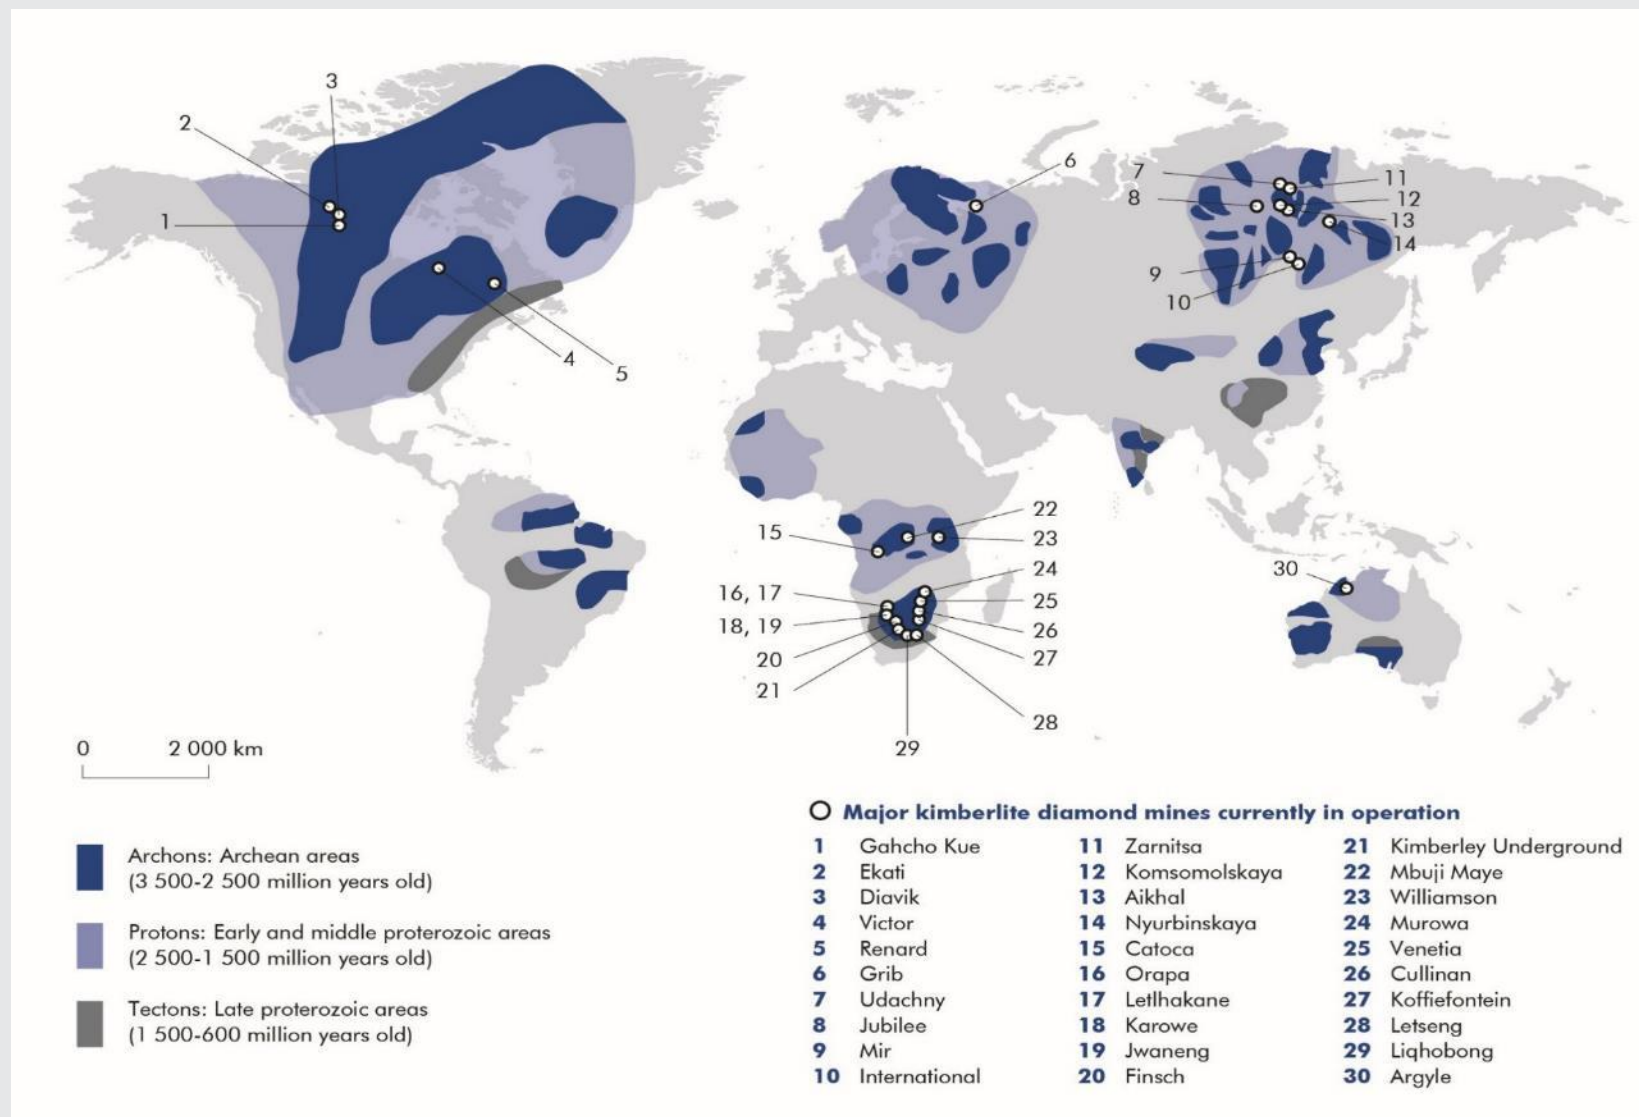 3
2
1
4
5
6
7
8
9
10
11
12
13
14
15
16, 17
18, 19
20
21
22
23
24
25
26
27
28
29
30
0 2 000 km
Archons: Archean areas
(3 500-2 500 million years old)
Protons: Early and middle proterozoic areas
(2 500-1 500 million years old)
Tectons: Late proterozoic areas
(1 500-600 million years old)
Major kimberlite diamond mines currently in operation
1 Gahcho Kue
2 Ekati
3 Diavik
4 Victor
5 Renard
6 Grib
7 Udachny
8 Jubilee
9 Mir
10 International
11 Zarnitsa
12 Komsomolskaya
13 Aikhal
14 Nyurbinskaya
15 Catoca
16 Orapa
17 Letlhakane
18 Karowe
19 Jwaneng
20 Finsch
21 Kimberley Underground
22 Mbuji Maye
23 Williamson
24 Murowa
25 Venetia
26 Cullinan
27 Koffiefontein
28 Letseng
29 Liqhobong
30 Argyle